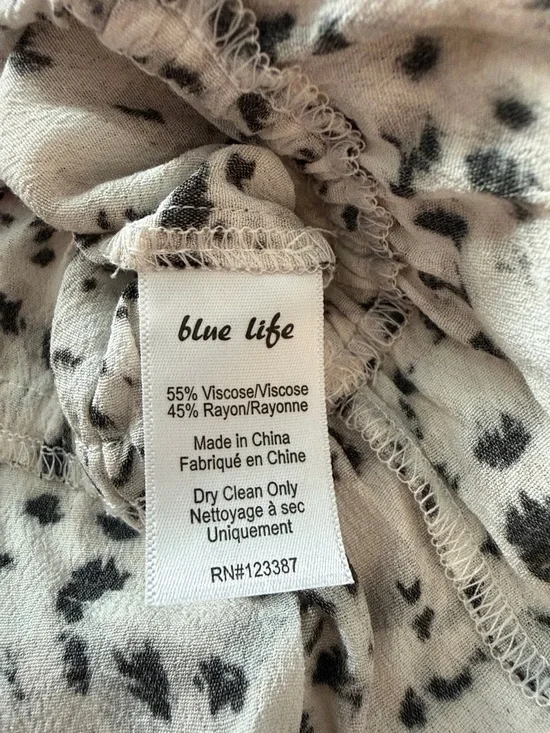 blue life
55% Viscose/Viscose
45% Rayon/Rayonne
Made in China
Fabriqué en Chine
Dry Clean Only
Nettoyage à sec
Uniquement
RN#123387